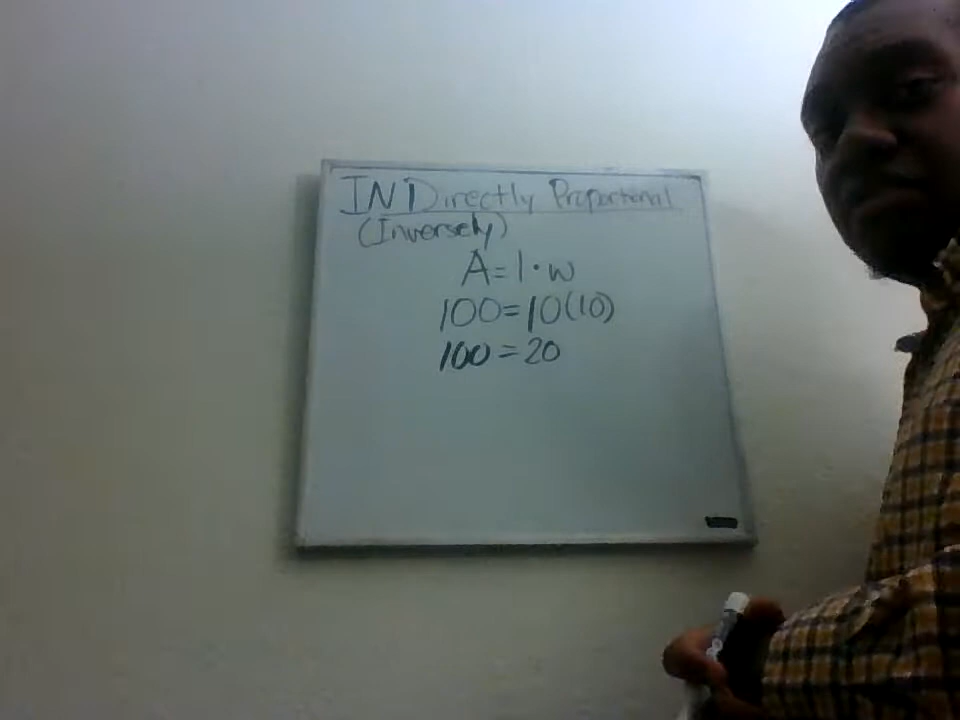 INDirectly Proportional
(Inversely)
A=l·w
100=10(10)
100=20